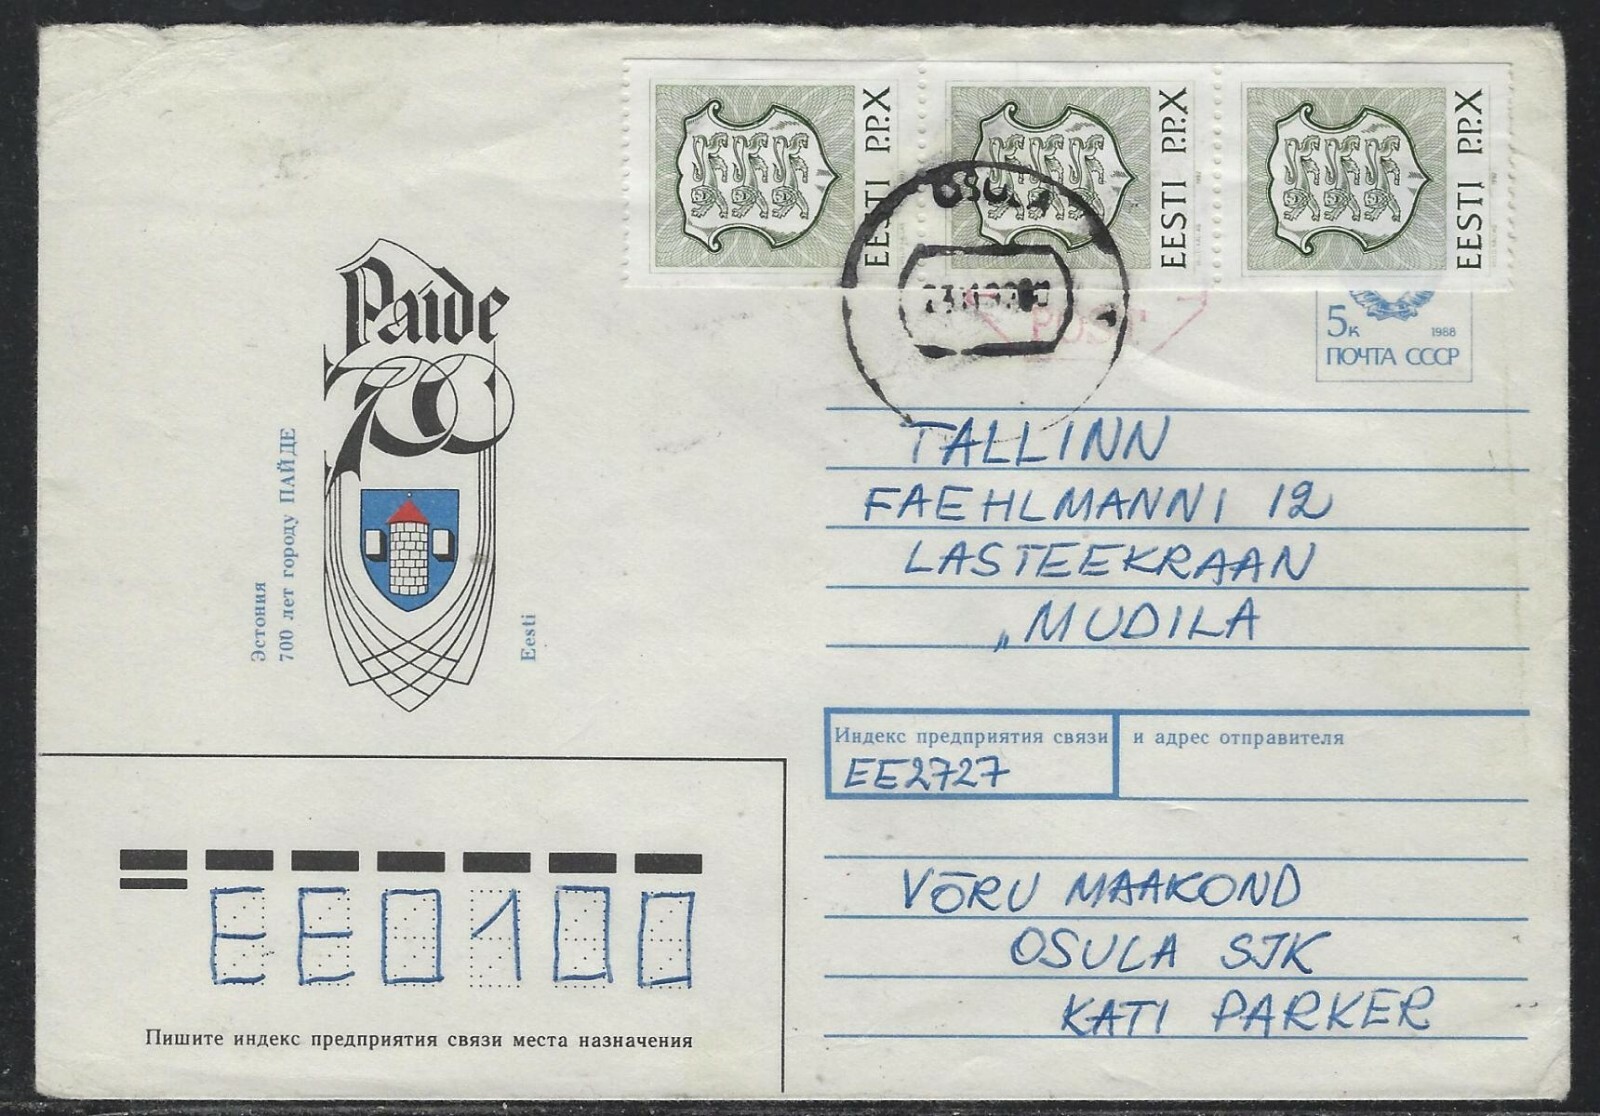 EESTI P.P.X
EESTI P.P.X
EESTI P.P.X
OSULA
POST
5к 1988
ПОЧТА СССР
Paide
700
Эстония
700 лет городу ПАЙДЕ
Eesti
TALLINN
FAEHLMANNI 12
LASTEEKRAAN
„MUDILA
Индекс предприятия связи и адрес отправителя
EE2727
VÕRU MAAKOND
OSULA SJK
KATI PARKER
EE0100
Пишите индекс предприятия связи места назначения